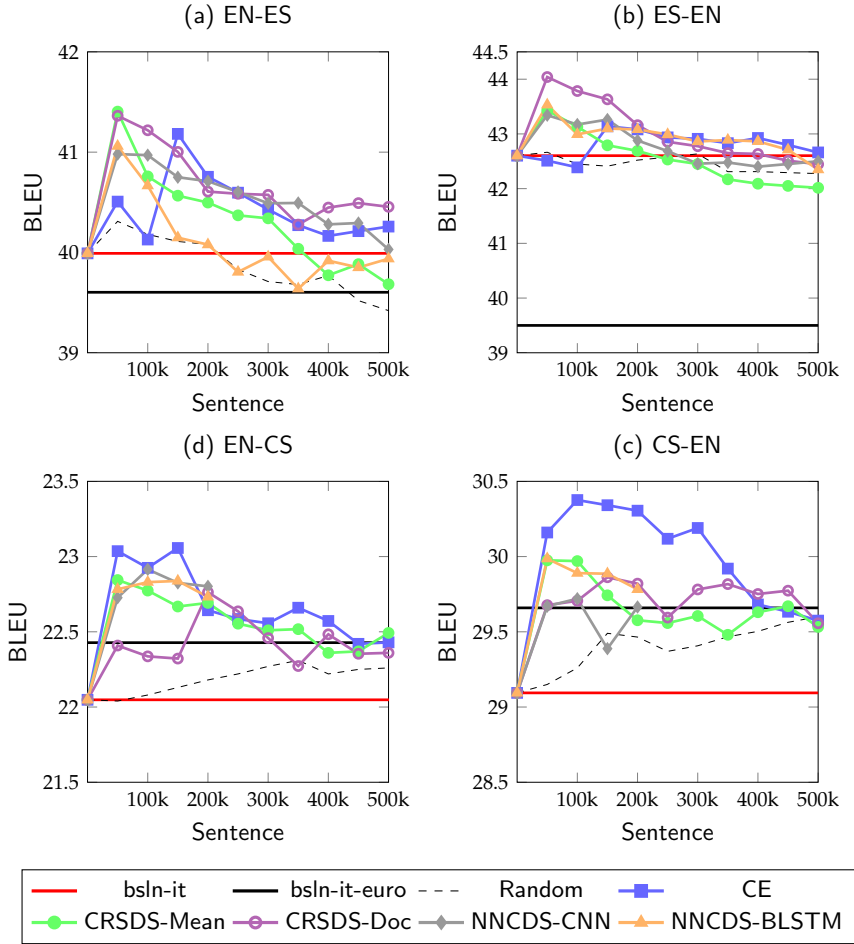 (a) EN-ES
42
41
40
39
BLEU
100k 200k 300k 400k 500k
Sentence
(b) ES-EN
44.5
44
43
42
41
40
39
BLEU
100k 200k 300k 400k 500k
Sentence
(d) EN-CS
23.5
23
22.5
22
21.5
BLEU
100k 200k 300k 400k 500k
Sentence
(c) CS-EN
30.5
30
29.5
29
28.5
BLEU
100k 200k 300k 400k 500k
Sentence
bsln-it bsln-it-euro Random CE
CRSDS-Mean CRSDS-Doc NNCDS-CNN NNCDS-BLSTM